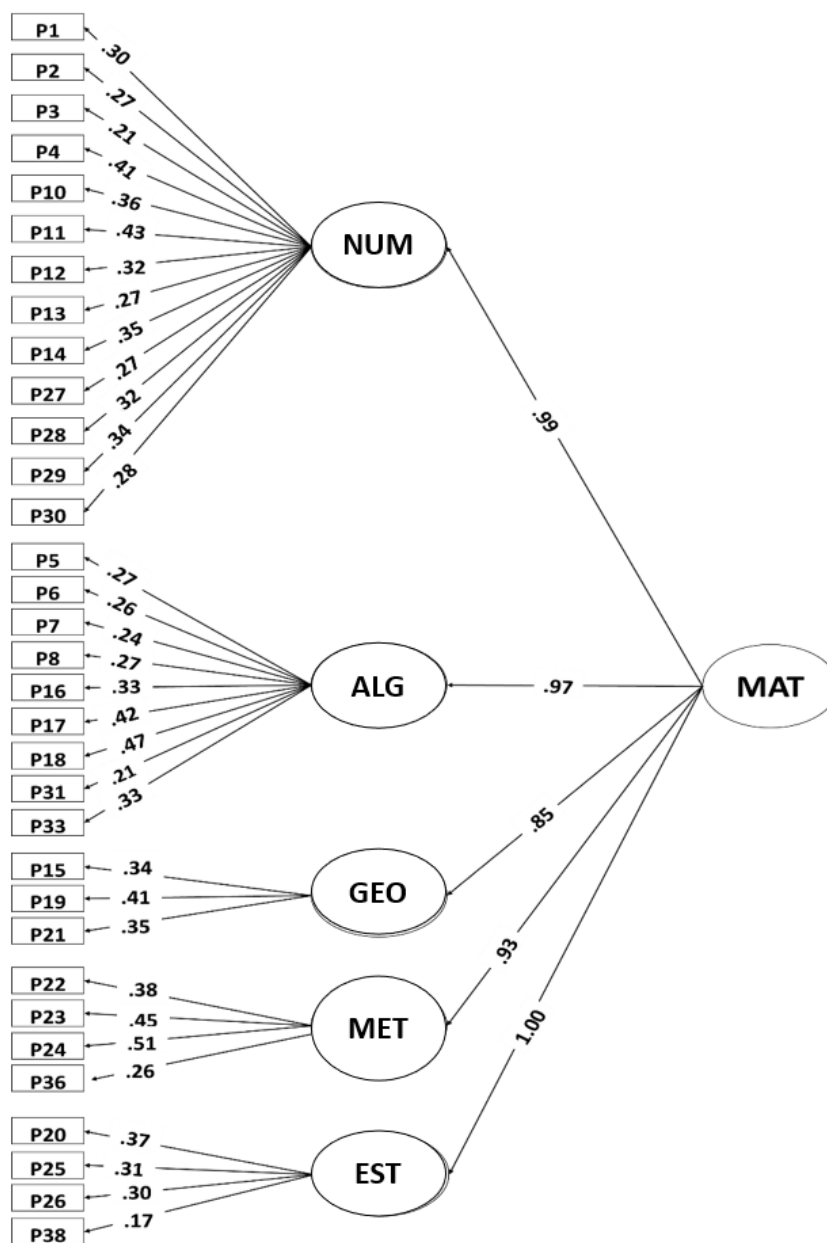 P1
.30
P2
.27
P3
.21
P4
.41
P10
.36
P11
.43
P12
.32
P13
.27
P14
.35
P27
.27
P28
.32
P29
.34
P30
.28
NUM
.99
P5
.27
P6
.26
P7
.24
P8
.27
P16
.33
P17
.42
P18
.47
P31
.21
P33
.33
ALG
.97
MAT
P15
.34
P19
.41
P21
.35
GEO
.85
P22
.38
P23
.45
P24
.51
P36
.26
MET
.93
P20
.37
P25
.31
P26
.30
P38
.17
EST
1.00